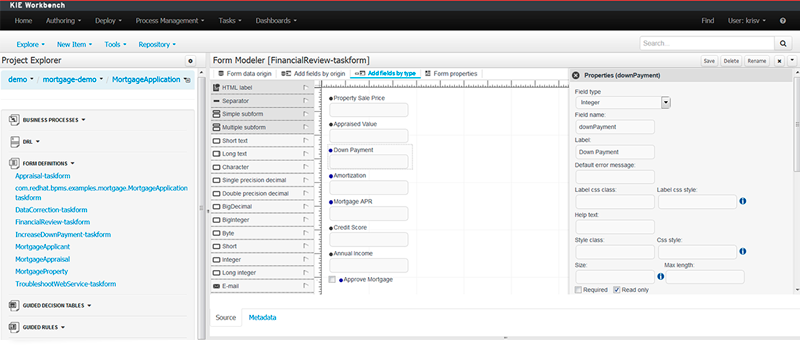 KIE Workbench
Home Authoring Deploy Process Management Tasks Dashboards Find User: krisv
Explore New Item Tools Repository Search...
Project Explorer
demo / mortgage-demo / MortgageApplication
BUSINESS PROCESSES
DRL
FORM DEFINITIONS
Appraisal-taskform
com.redhat.bpms.examples.mortgage.MortgageApplication
taskform
DataCorrection-taskform
FinancialReview-taskform
IncreaseDownPayment-taskform
MortgageApplicant
MortgageAppraisal
MortgageProperty
TroubleshootWebService-taskform
GUIDED DECISION TABLES
GUIDED RULES
Form Modeler [FinancialReview-taskform]
Save Delete Rename
Form data origin Add fields by origin Add fields by type Form properties
HTML label
Separator
Simple subform
Multiple subform
Short text
Long text
Character
Single precision decimal
Double precision decimal
BigDecimal
BigInteger
Byte
Short
Integer
Long integer
E-mail
Property Sale Price
Appraised Value
Down Payment
Amortization
Mortgage APR
Credit Score
Annual Income
Approve Mortgage
Properties (downPayment)
Field type
Integer
Field name:
downPayment
Label:
Down Payment
Default error message:
Label css class: Label css style:
Help text:
Style class: Css style:
Size: Max length:
Required Read only
Source Metadata